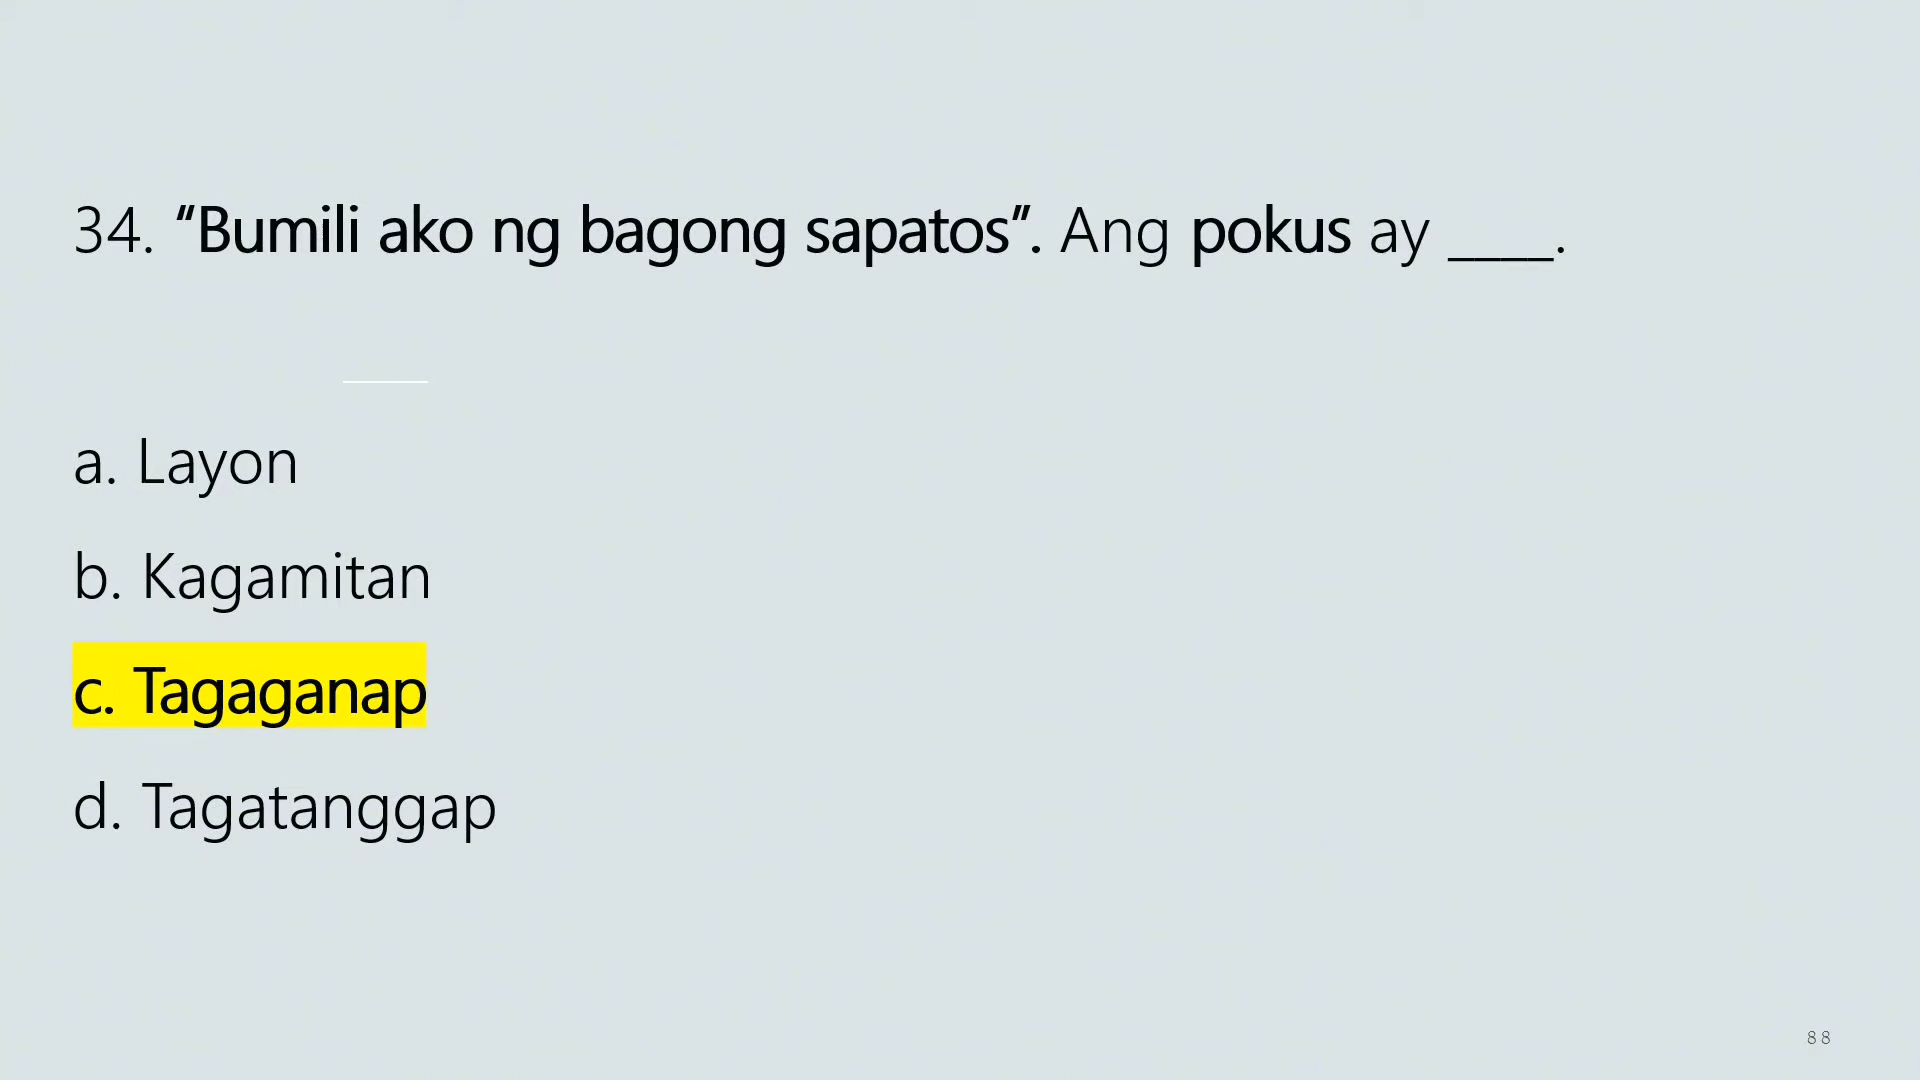 34. “Bumili ako ng bagong sapatos”. Ang pokus ay ____.
a. Layon
b. Kagamitan
c. Tagaganap
d. Tagatanggap
88